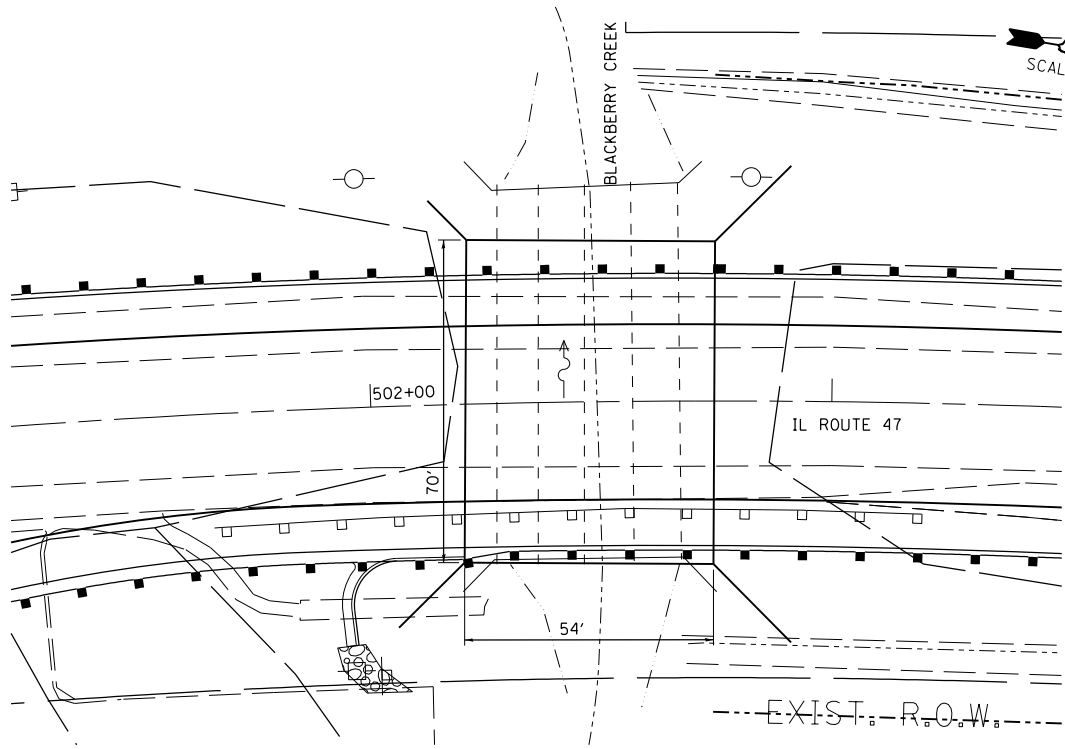 BLACKBERRY CREEK
SCAL
502+00
IL ROUTE 47
70'
54'
EXIST. R.O.W.